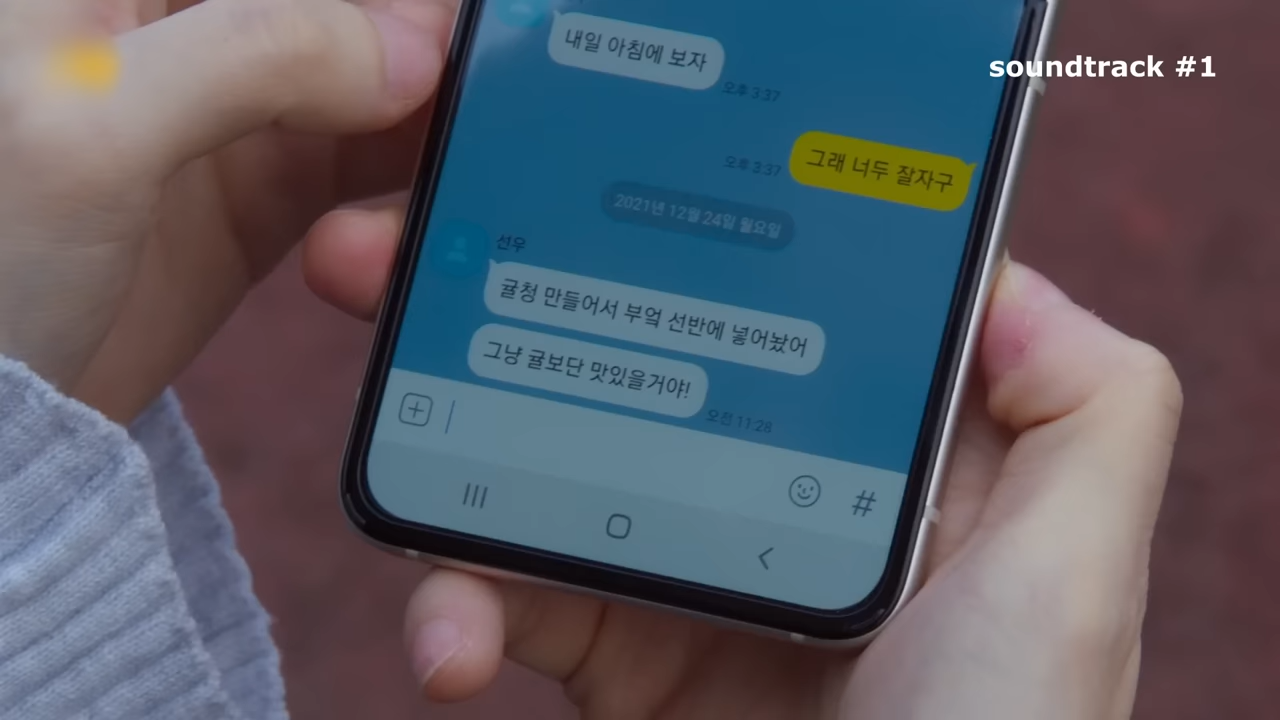 soundtrack #1
내일 아침에 보자
오후 3:37
오후 3:37
그래 너두 잘자구
2021년 12월 24일 월요일
선우
귤청 만들어서 부엌 선반에 넣어놨어
그냥 귤보단 맛있을거야!
오전 11:28
#